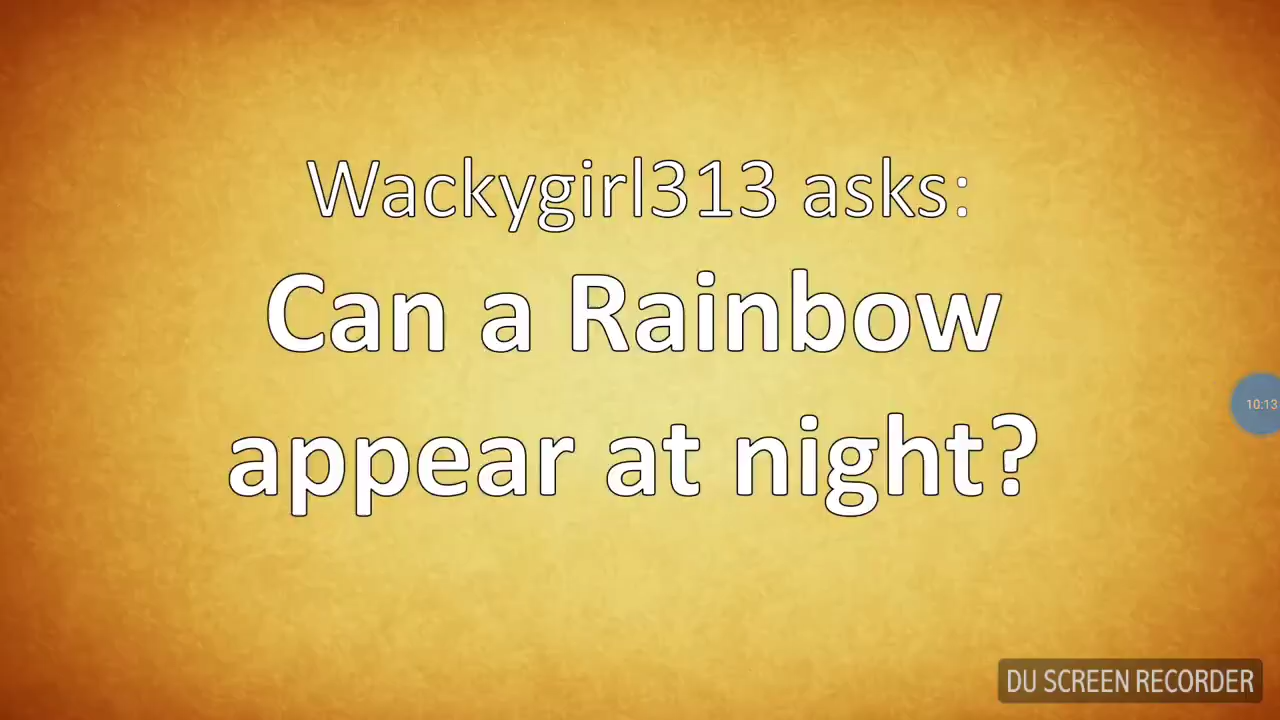 Wackygirl313 asks:
Can a Rainbow
appear at night?
10:13
DU SCREEN RECORDER